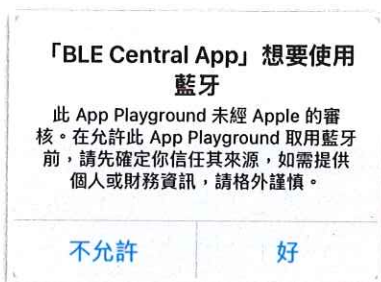 「BLE Central App」想要使用
藍牙
此 App Playground 未經 Apple 的審
核。在允許此 App Playground 取用藍牙
前，請先確定你信任其來源，如需提供
個人或財務資訊，請格外謹慎。
不允許
好